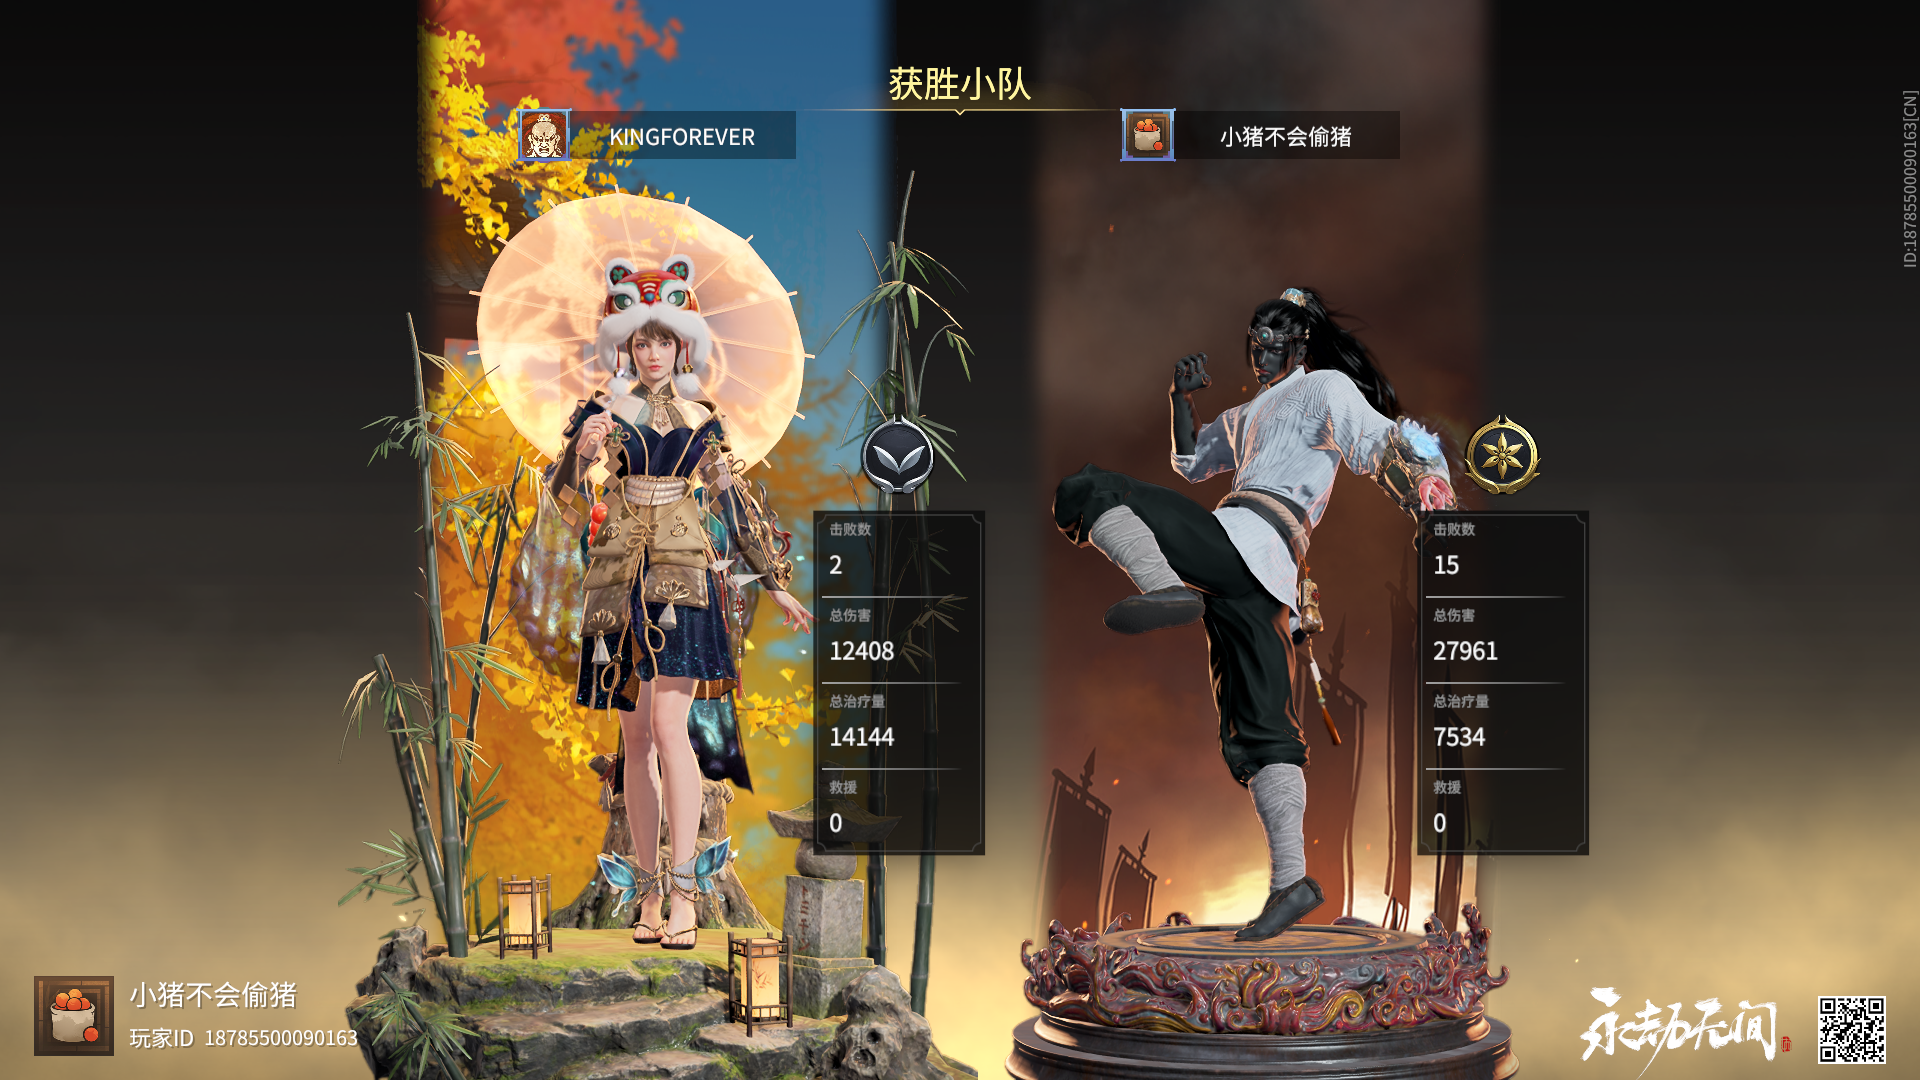 获胜小队
KINGFOREVER
小猪不会偷猪
击败数
2
总伤害
12408
总治疗量
14144
救援
0
击败数
15
总伤害
27961
总治疗量
7534
救援
0
小猪不会偷猪
玩家ID 18785500090163
永劫无间
ID:18785500090163[CN]